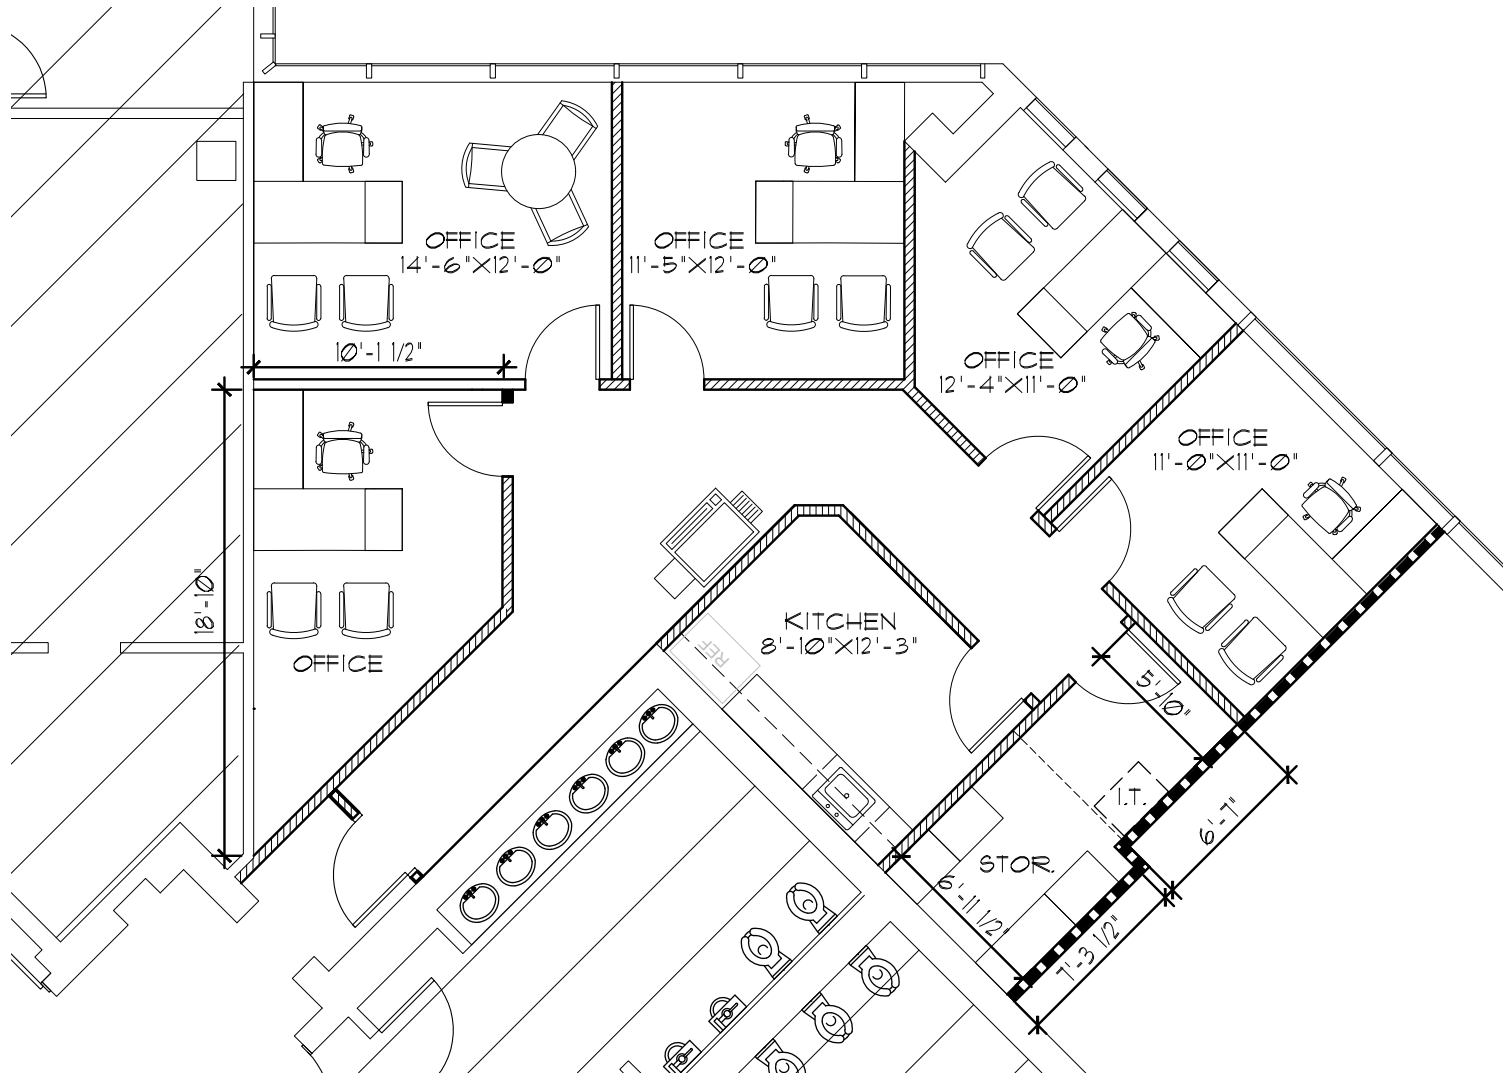 OFFICE
14'-6"X12'-0"
OFFICE
11'-5"X12'-0"
10'-1 1/2"
OFFICE
12'-4"X11'-0"
OFFICE
11'-0"X11'-0"
18'-10"
OFFICE
KITCHEN
8'-10"X12'-3"
REF
5'-10"
I.T.
6'-7"
STOR.
6'-11 1/2"
7'-3 1/2"